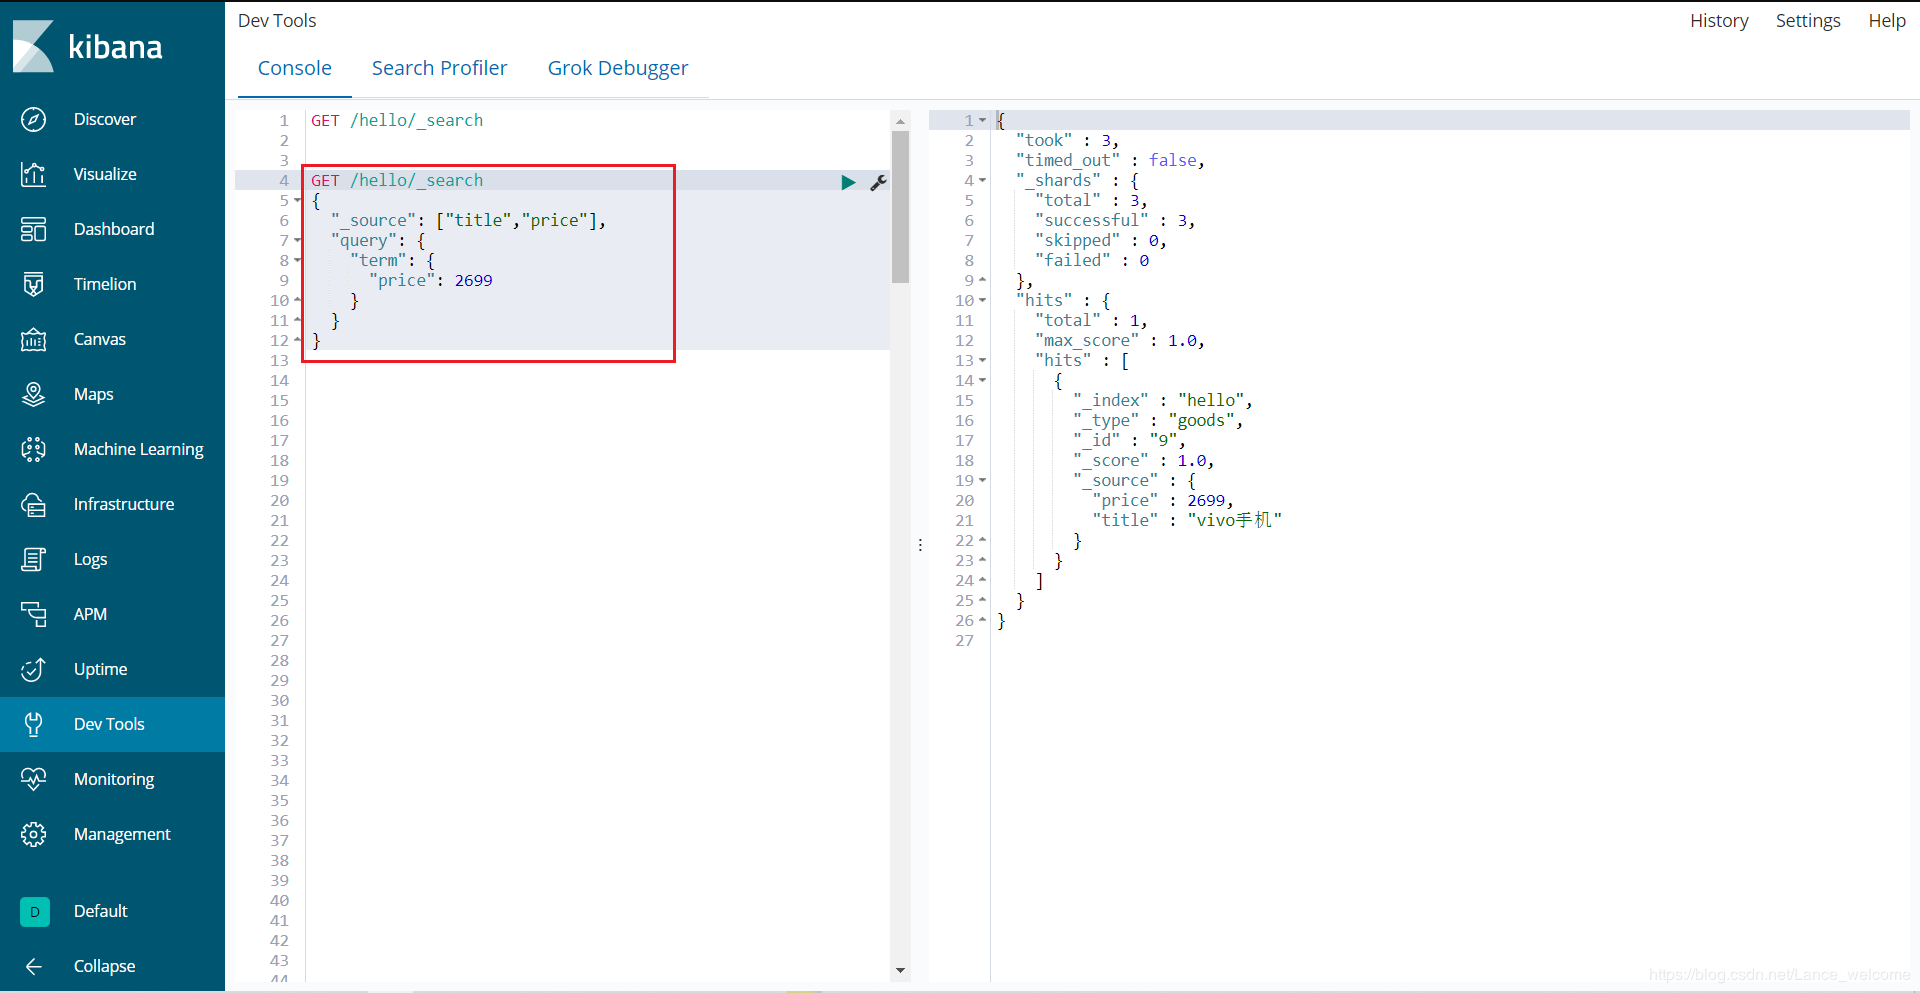 kibana
Discover
Visualize
Dashboard
Timelion
Canvas
Maps
Machine Learning
Infrastructure
Logs
APM
Uptime
Dev Tools
Monitoring
Management
D Default
Collapse
Dev Tools
History Settings Help
Console Search Profiler Grok Debugger
1 GET /hello/_search
2
3
4 GET /hello/_search
5 {
6 "_source": ["title","price"],
7 "query": {
8 "term": {
9 "price": 2699
10 }
11 }
12 }
13
14
15
16
17
18
19
20
21
22
23
24
25
26
27
28
29
30
31
32
33
34
35
36
37
38
39
40
41
42
43
44
1 {
2 "took" : 3,
3 "timed_out" : false,
4 "_shards" : {
5 "total" : 3,
6 "successful" : 3,
7 "skipped" : 0,
8 "failed" : 0
9 },
10 "hits" : {
11 "total" : 1,
12 "max_score" : 1.0,
13 "hits" : [
14 {
15 "_index" : "hello",
16 "_type" : "goods",
17 "_id" : "9",
18 "_score" : 1.0,
19 "_source" : {
20 "price" : 2699,
21 "title" : "vivo手机"
22 }
23 }
24 ]
25 }
26 }
27
https://blog.csdn.net/Lance_welcome